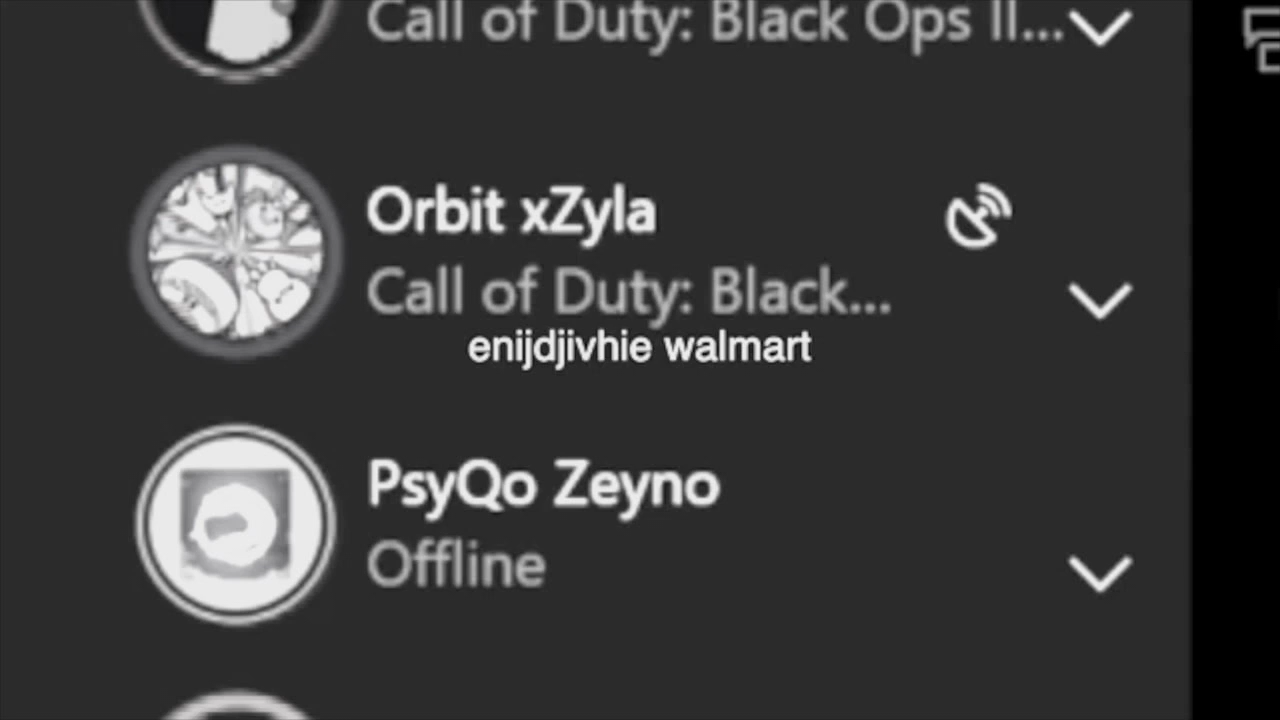 Call of Duty: Black Ops II...
Orbit xZyla
Call of Duty: Black...
enijdjivhie walmart
PsyQo Zeyno
Offline